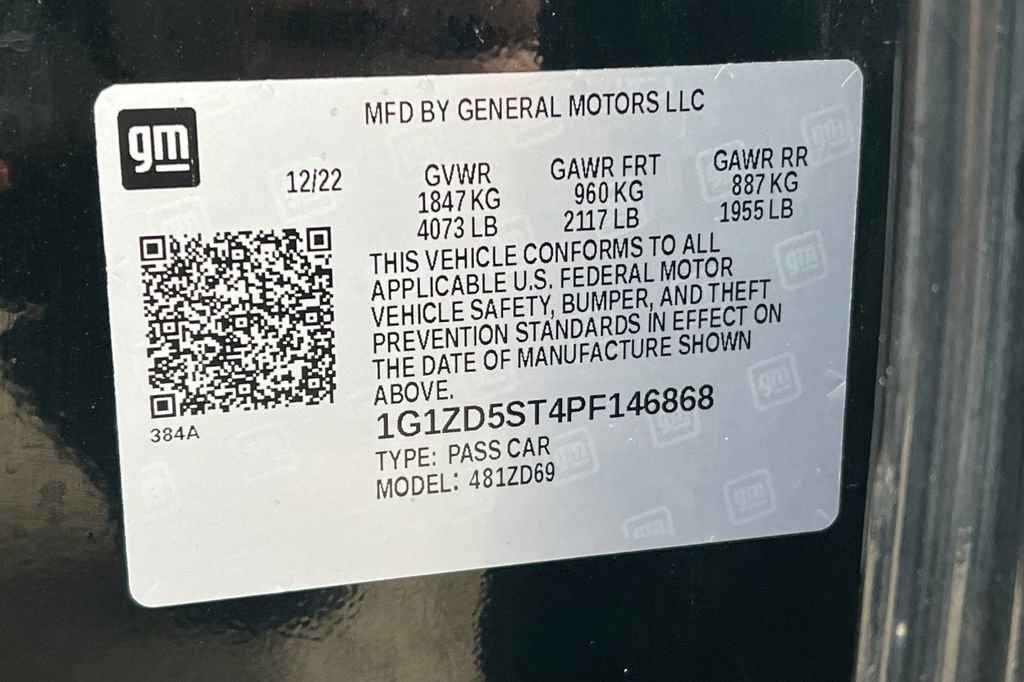 gm
MFD BY GENERAL MOTORS LLC
12/22
GVWR
1847 KG
4073 LB
GAWR FRT
960 KG
2117 LB
GAWR RR
887 KG
1955 LB
THIS VEHICLE CONFORMS TO ALL
APPLICABLE U.S. FEDERAL MOTOR
VEHICLE SAFETY, BUMPER, AND THEFT
PREVENTION STANDARDS IN EFFECT ON
THE DATE OF MANUFACTURE SHOWN
ABOVE.
1G1ZD5ST4PF146868
TYPE: PASS CAR
MODEL: 481ZD69
384A